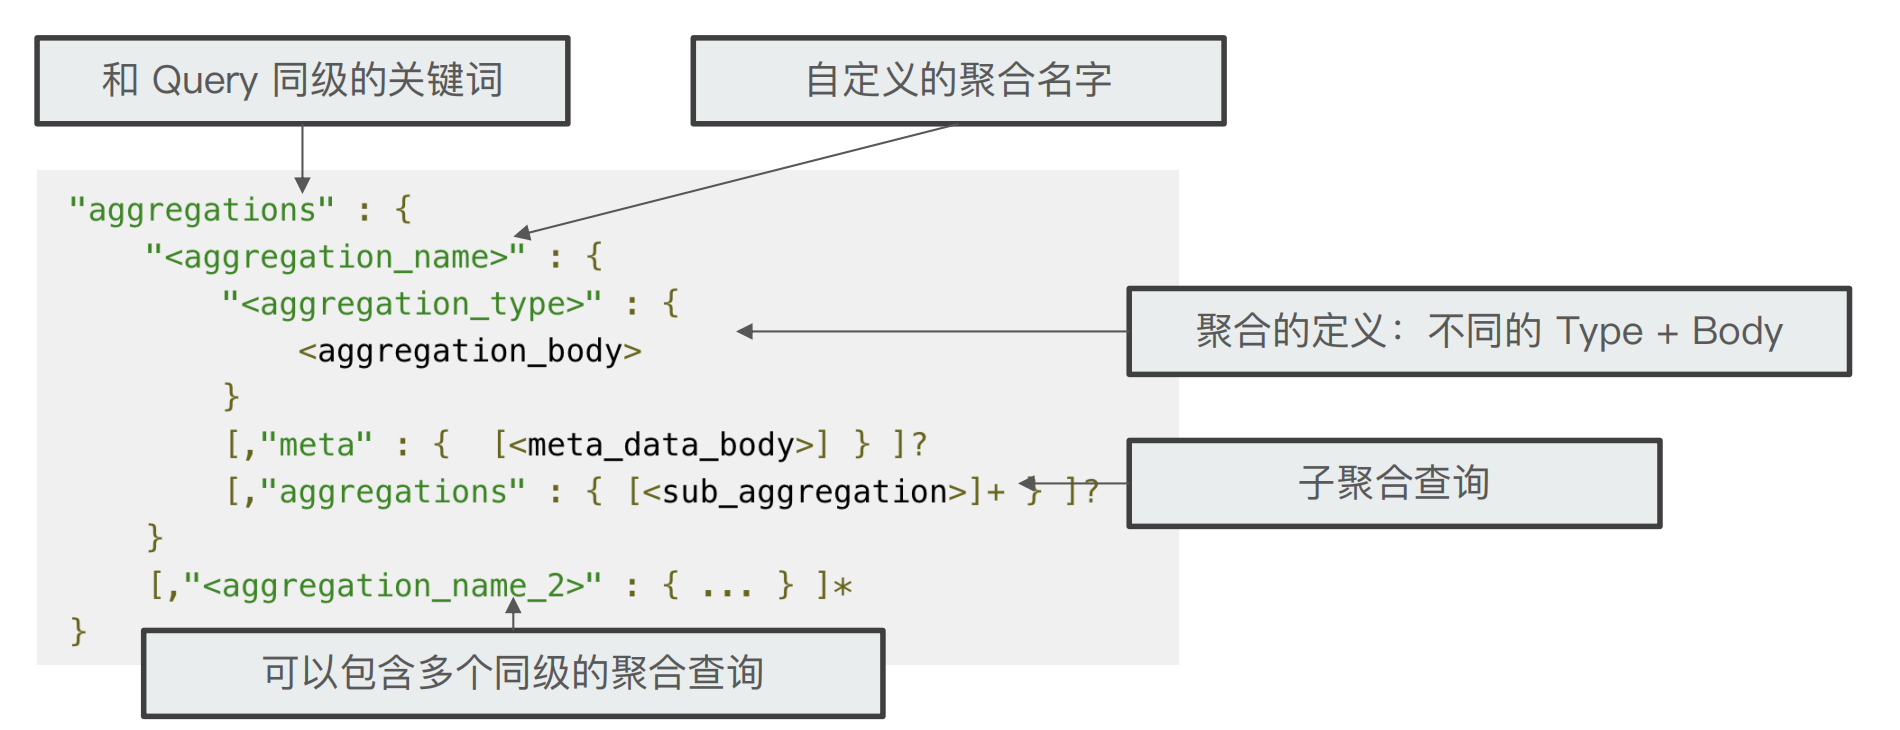 和 Query 同级的关键词
自定义的聚合名字
"aggregations" : {
"<aggregation_name>" : {
"<aggregation_type>" : {
<aggregation_body>
}
聚合的定义：不同的 Type + Body
[,"meta" : {  [<meta_data_body>] } ]?
[,"aggregations" : { [<sub_aggregation>]+ } ]?
子聚合查询
}
[,"<aggregation_name_2>" : { ... } ]*
}
可以包含多个同级的聚合查询